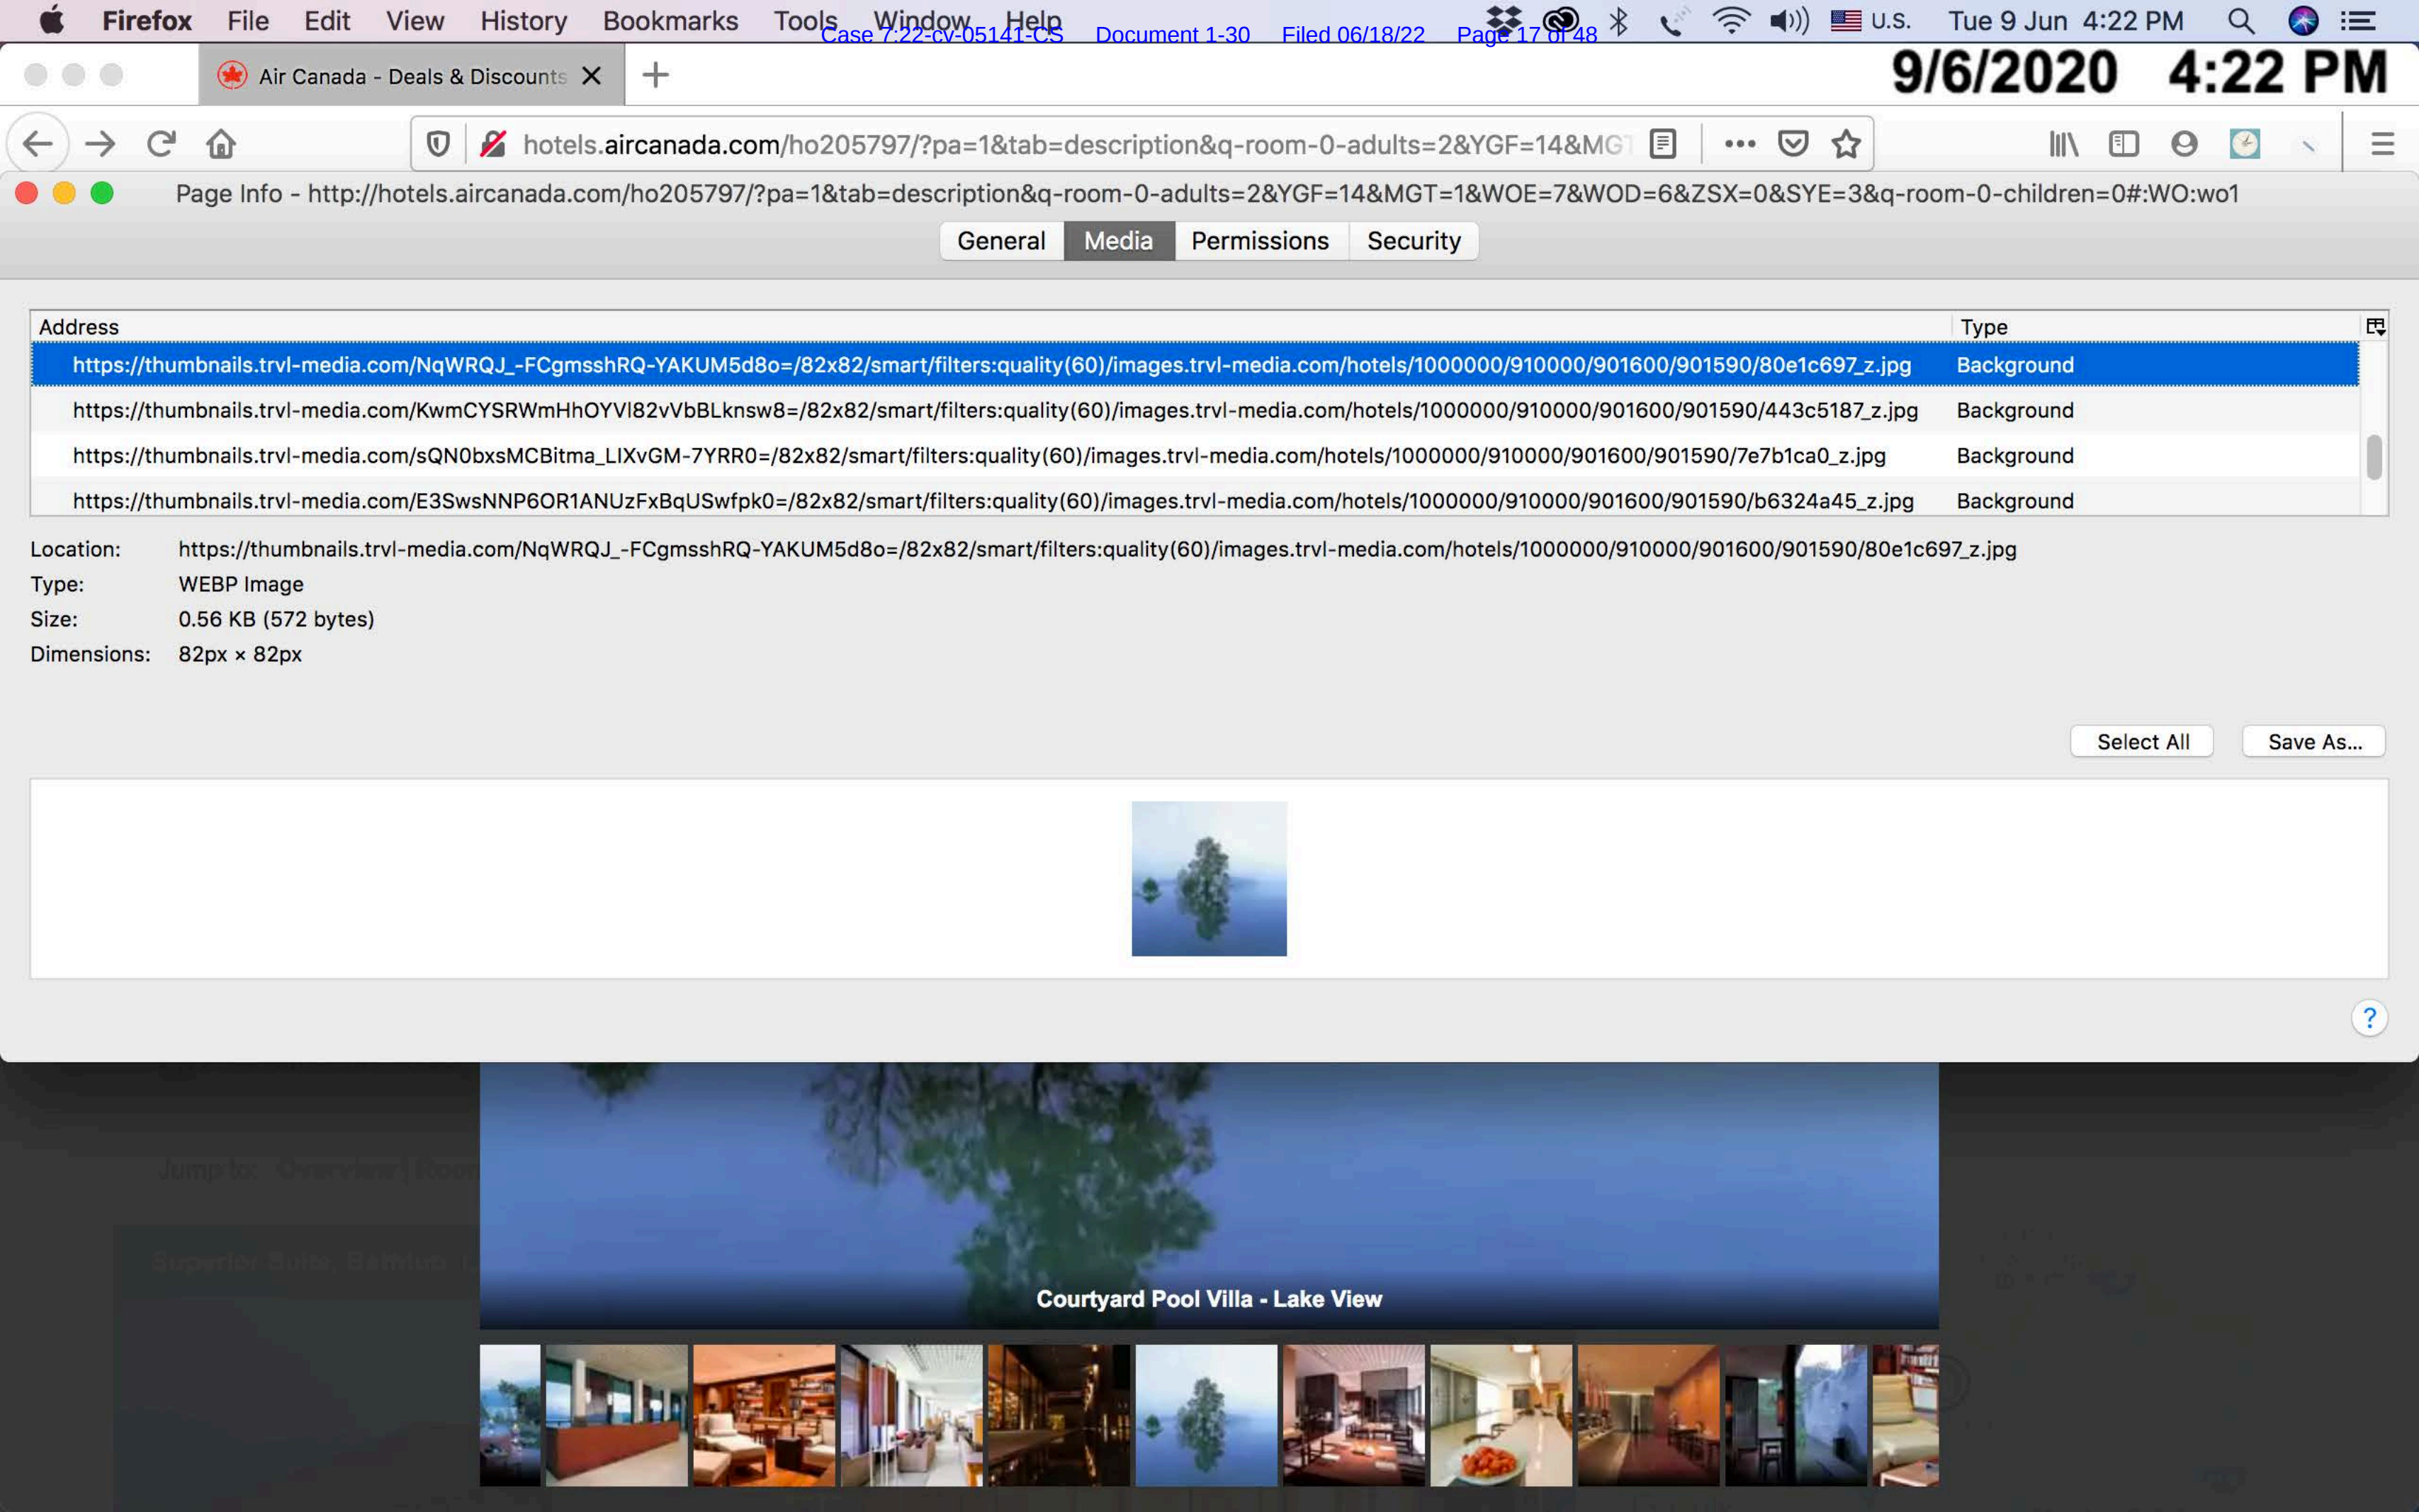 Firefox File Edit View History Bookmarks Tools Window Help U.S. Tue 9 Jun 4:22 PM
Case 7:22-cv-05141-CS Document 1-30 Filed 06/18/22 Page 17 of 48
Air Canada - Deals & Discounts
9/6/2020 4:22 PM
hotels.aircanada.com/ho205797/?pa=1&tab=description&q-room-0-adults=2&YGF=14&MGT
Page Info - http://hotels.aircanada.com/ho205797/?pa=1&tab=description&q-room-0-adults=2&YGF=14&MGT=1&WOE=7&WOD=6&ZSX=0&SYE=3&q-room-0-children=0#:WO:wo1
General Media Permissions Security
Address Type
https://thumbnails.trvl-media.com/NqWRQJ_-FCgmsshRQ-YAKUM5d8o=/82x82/smart/filters:quality(60)/images.trvl-media.com/hotels/1000000/910000/901600/901590/80e1c697_z.jpg Background
https://thumbnails.trvl-media.com/KwmCYSRWmHhOYVl82vVbBLknsw8=/82x82/smart/filters:quality(60)/images.trvl-media.com/hotels/1000000/910000/901600/901590/443c5187_z.jpg Background
https://thumbnails.trvl-media.com/sQN0bxsMCBitma_LIXvGM-7YRR0=/82x82/smart/filters:quality(60)/images.trvl-media.com/hotels/1000000/910000/901600/901590/7e7b1ca0_z.jpg Background
https://thumbnails.trvl-media.com/E3SwsNNP6OR1ANUzFxBqUSwfpk0=/82x82/smart/filters:quality(60)/images.trvl-media.com/hotels/1000000/910000/901600/901590/b6324a45_z.jpg Background
Location: https://thumbnails.trvl-media.com/NqWRQJ_-FCgmsshRQ-YAKUM5d8o=/82x82/smart/filters:quality(60)/images.trvl-media.com/hotels/1000000/910000/901600/901590/80e1c697_z.jpg
Type: WEBP Image
Size: 0.56 KB (572 bytes)
Dimensions: 82px × 82px
Select All Save As...
?
Jump to: Overview | Room
Courtyard Pool Villa - Lake View